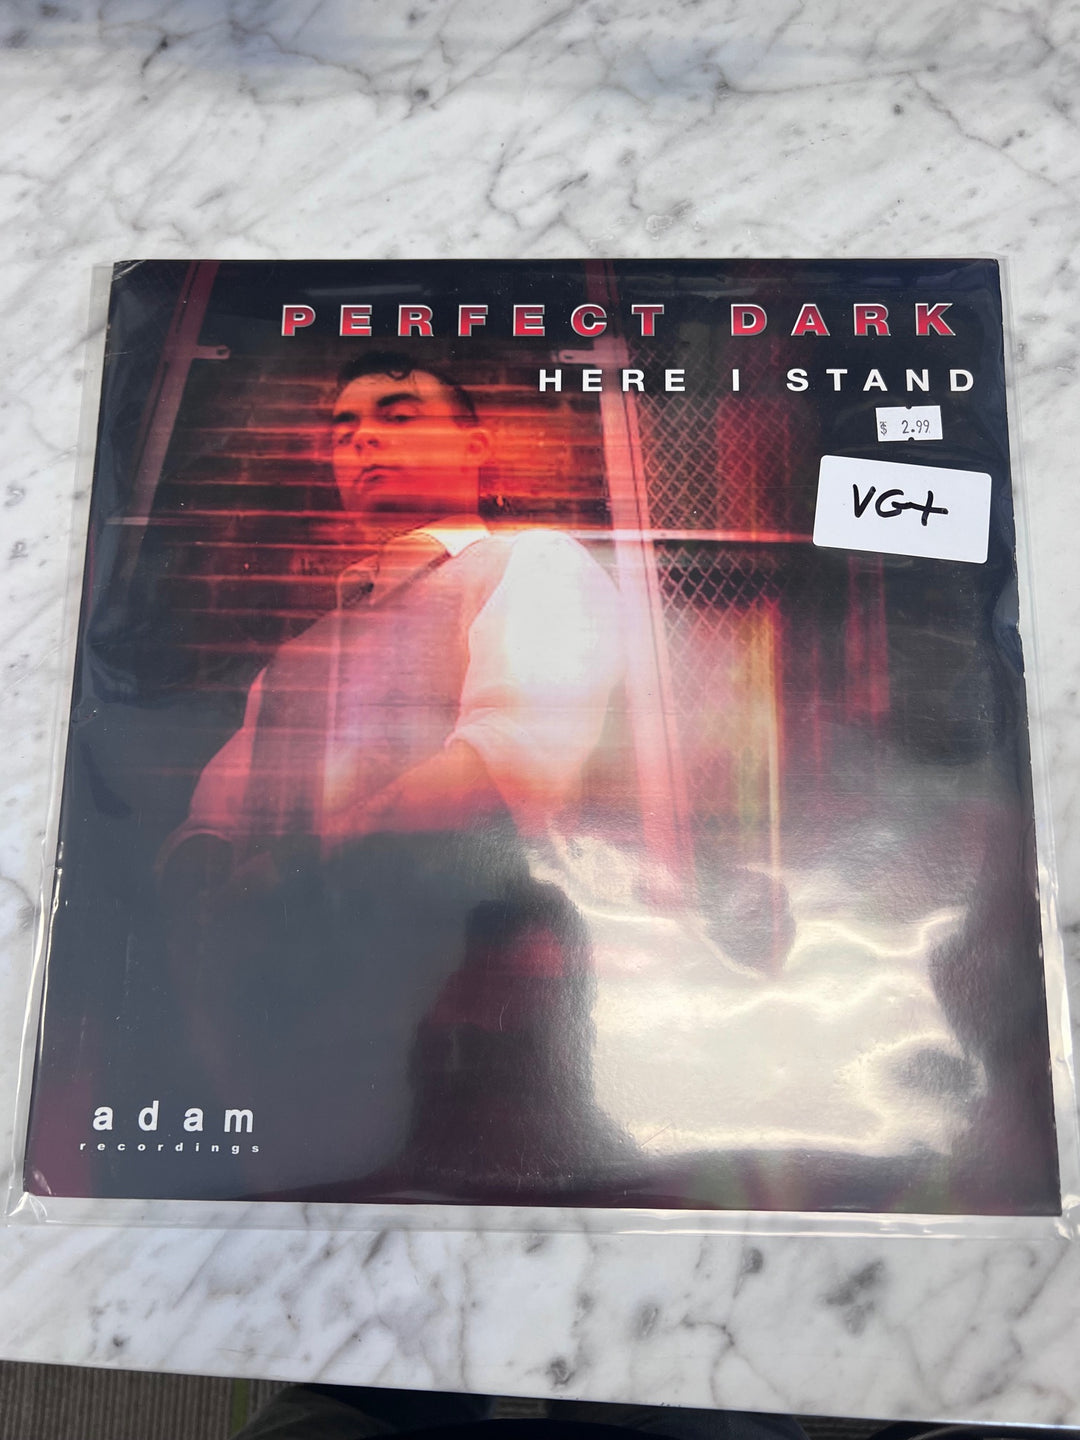 PERFECT DARK
HERE I STAND
$ 2.99
VG+
adam
recordings